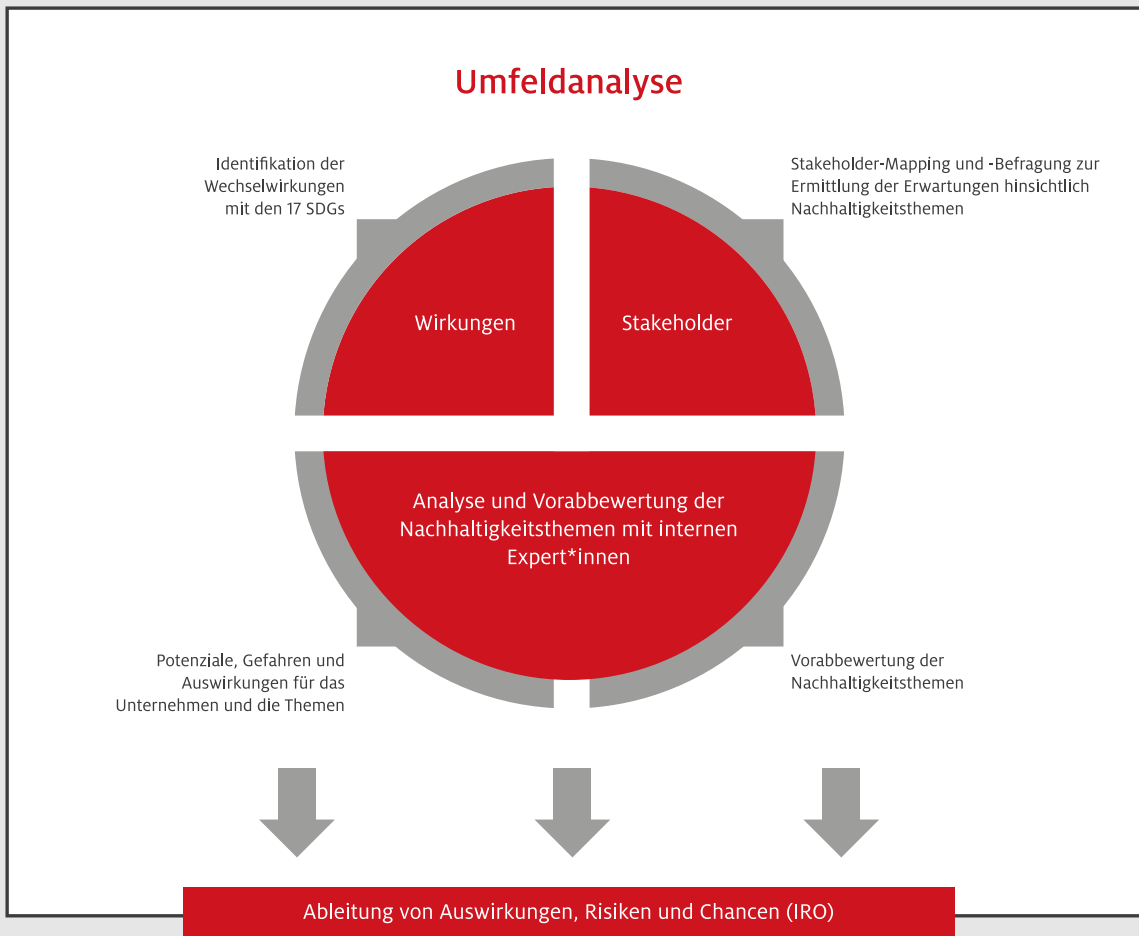 Umfeldanalyse
Identifikation der
Wechselwirkungen
mit den 17 SDGs
Stakeholder-Mapping und -Befragung zur
Ermittlung der Erwartungen hinsichtlich
Nachhaltigkeitsthemen
Wirkungen
Stakeholder
Analyse und Vorabbewertung der
Nachhaltigkeitsthemen mit internen
Expert*innen
Potenziale, Gefahren und
Auswirkungen für das
Unternehmen und die Themen
Vorabbewertung der
Nachhaltigkeitsthemen
Ableitung von Auswirkungen, Risiken und Chancen (IRO)